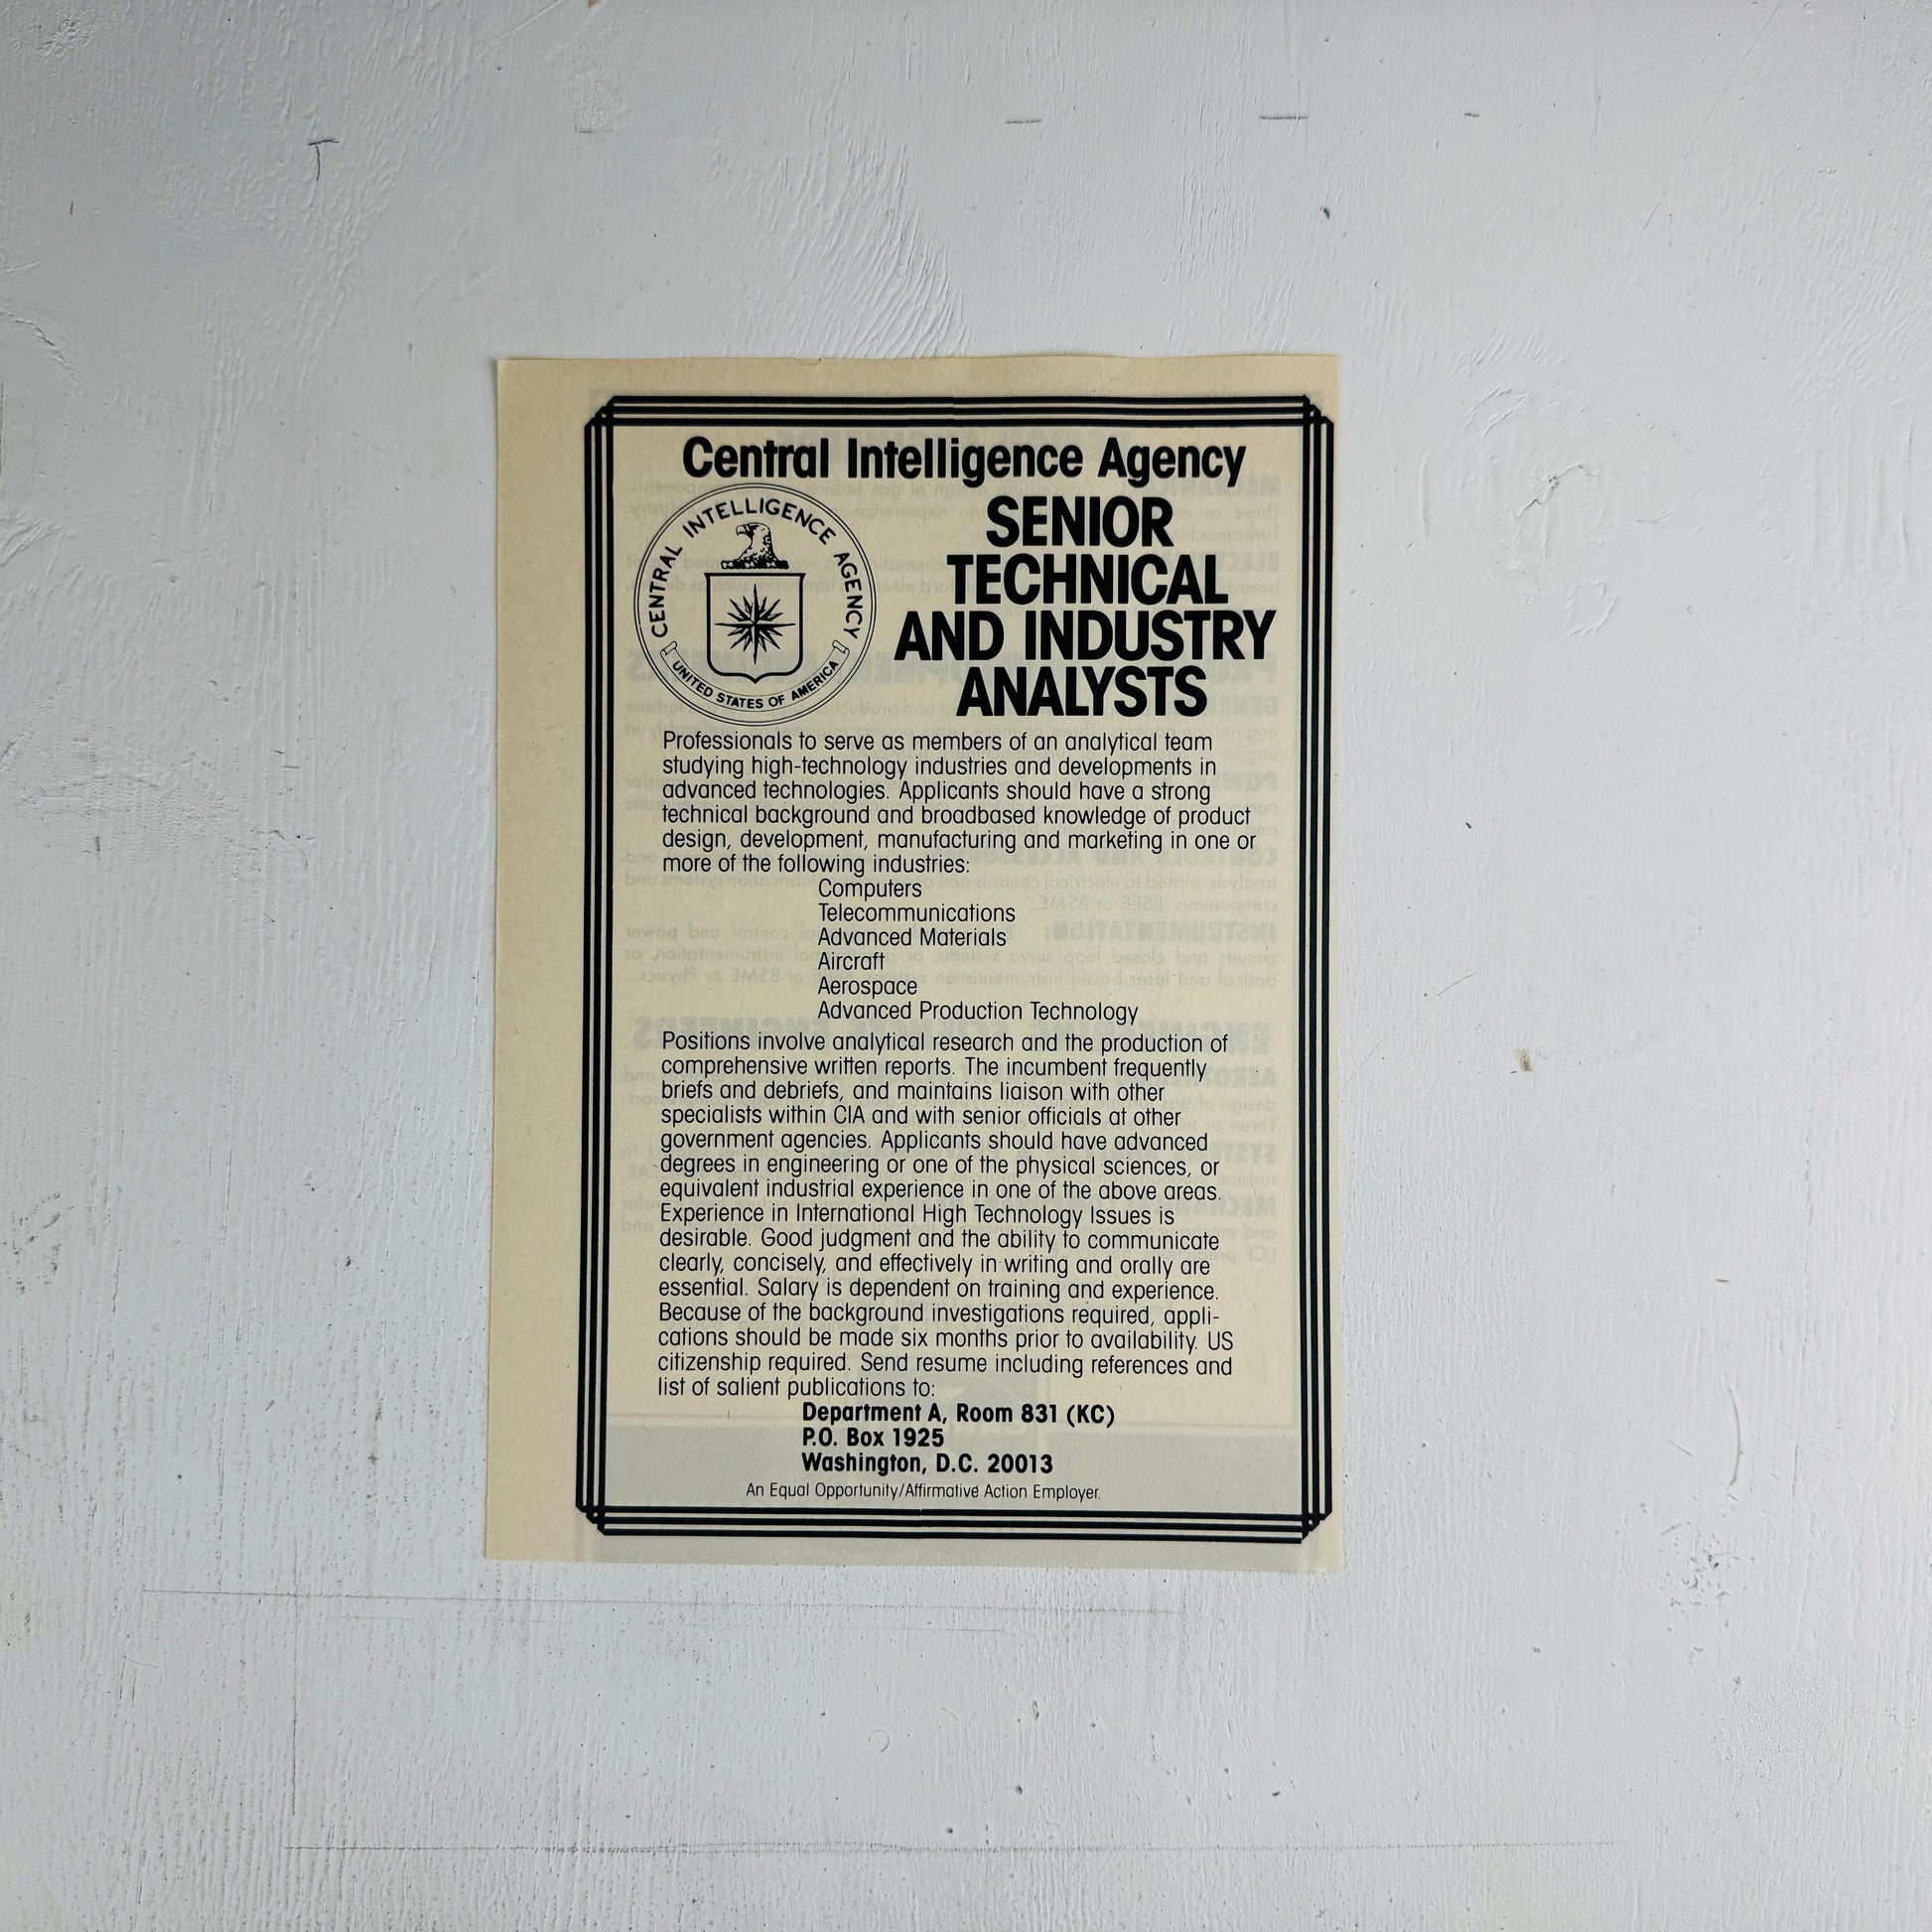 Central Intelligence Agency
CENTRAL INTELLIGENCE AGENCY
UNITED STATES OF AMERICA
SENIOR
TECHNICAL
AND INDUSTRY
ANALYSTS
Professionals to serve as members of an analytical team
studying high-technology industries and developments in
advanced technologies. Applicants should have a strong
technical background and broadbased knowledge of product
design, development, manufacturing and marketing in one or
more of the following industries:
Computers
Telecommunications
Advanced Materials
Aircraft
Aerospace
Advanced Production Technology
Positions involve analytical research and the production of
comprehensive written reports. The incumbent frequently
briefs and debriefs, and maintains liaison with other
specialists within CIA and with senior officials at other
government agencies. Applicants should have advanced
degrees in engineering or one of the physical sciences, or
equivalent industrial experience in one of the above areas.
Experience in International High Technology Issues is
desirable. Good judgment and the ability to communicate
clearly, concisely, and effectively in writing and orally are
essential. Salary is dependent on training and experience.
Because of the background investigations required, appli-
cations should be made six months prior to availability. US
citizenship required. Send resume including references and
list of salient publications to:
Department A, Room 831 (KC)
P.O. Box 1925
Washington, D.C. 20013
An Equal Opportunity/Affirmative Action Employer.